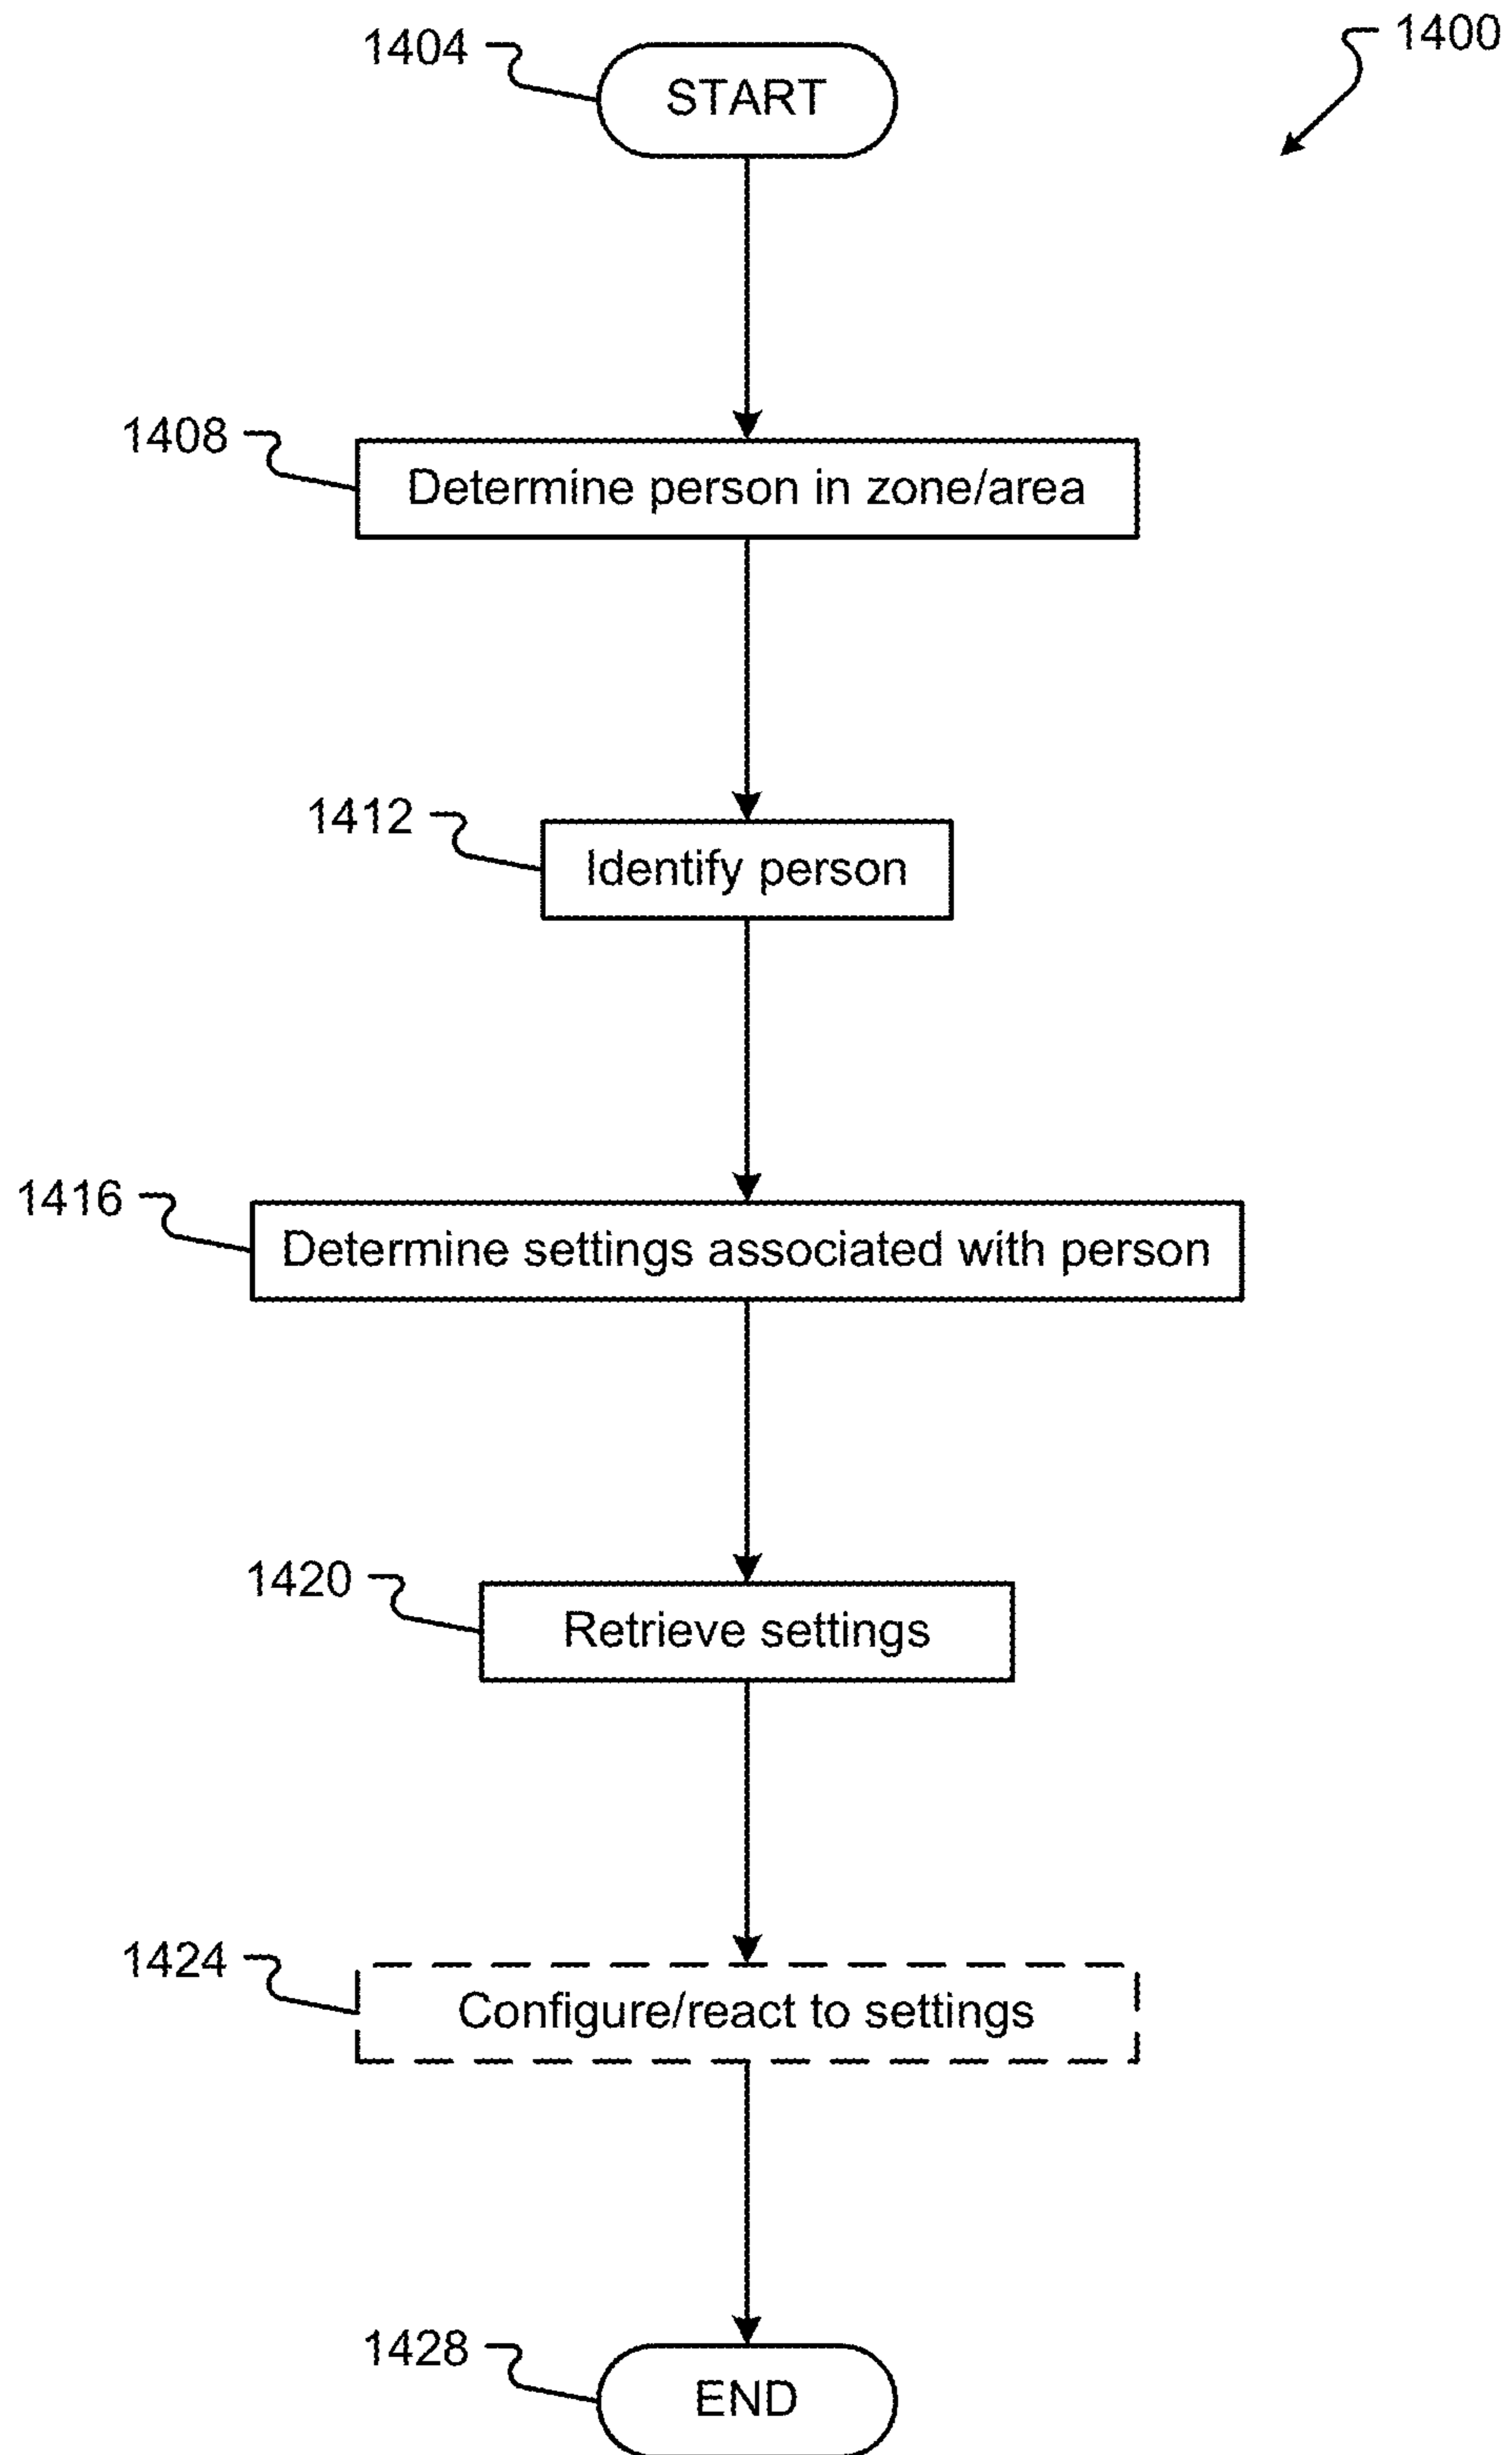 1400
1404
START
1408
Determine person in zone/area
1412
Identify person
1416
Determine settings associated with person
1420
Retrieve settings
1424
Configure/react to settings
1428
END